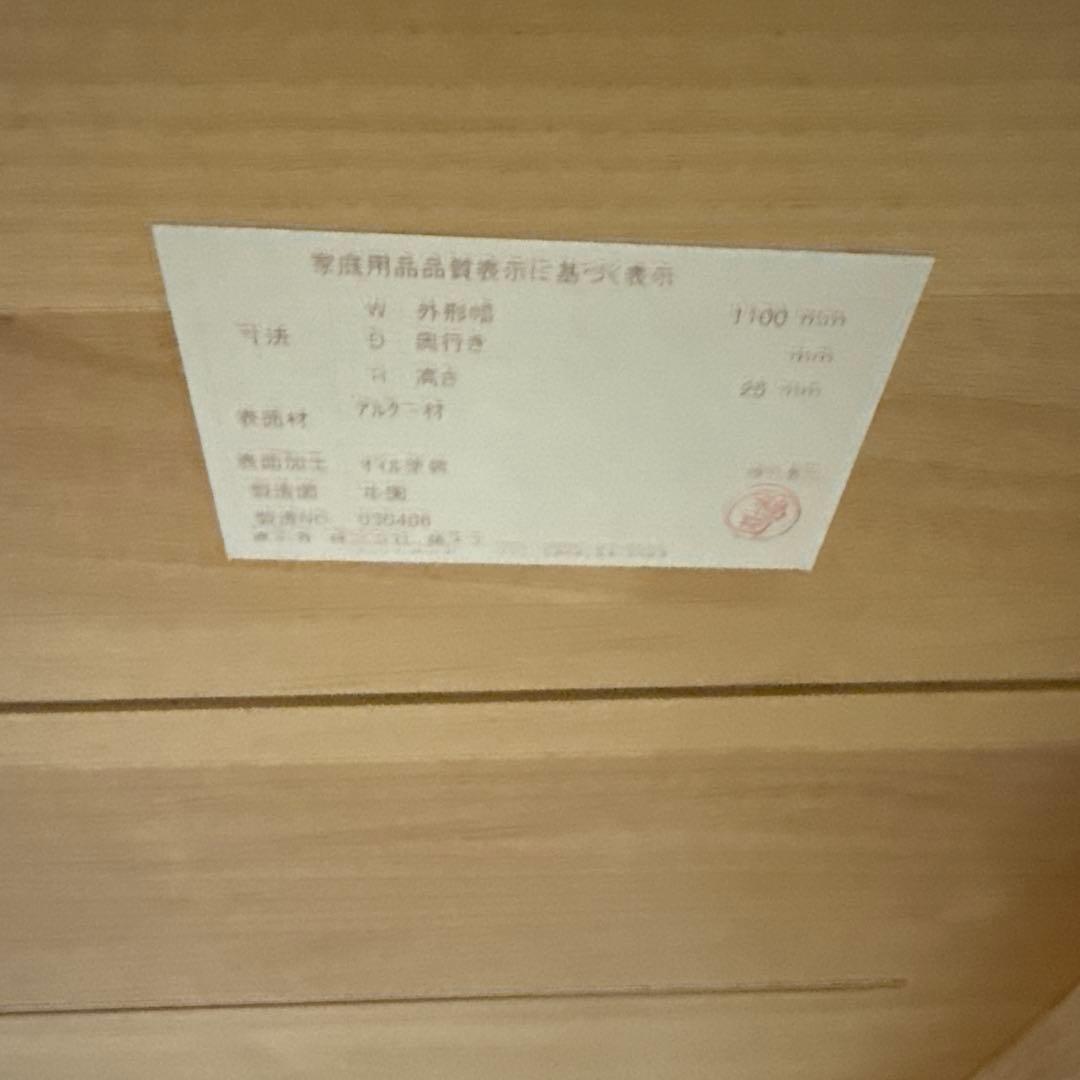 家庭用品品質表示に基づく表示
寸法 W 外形幅 1100 mm
D 奥行き mm
H 高さ 25 mm
表面材 アルダー材
表面加工 オイル塗装
製造国 中国
製造NO. 030406